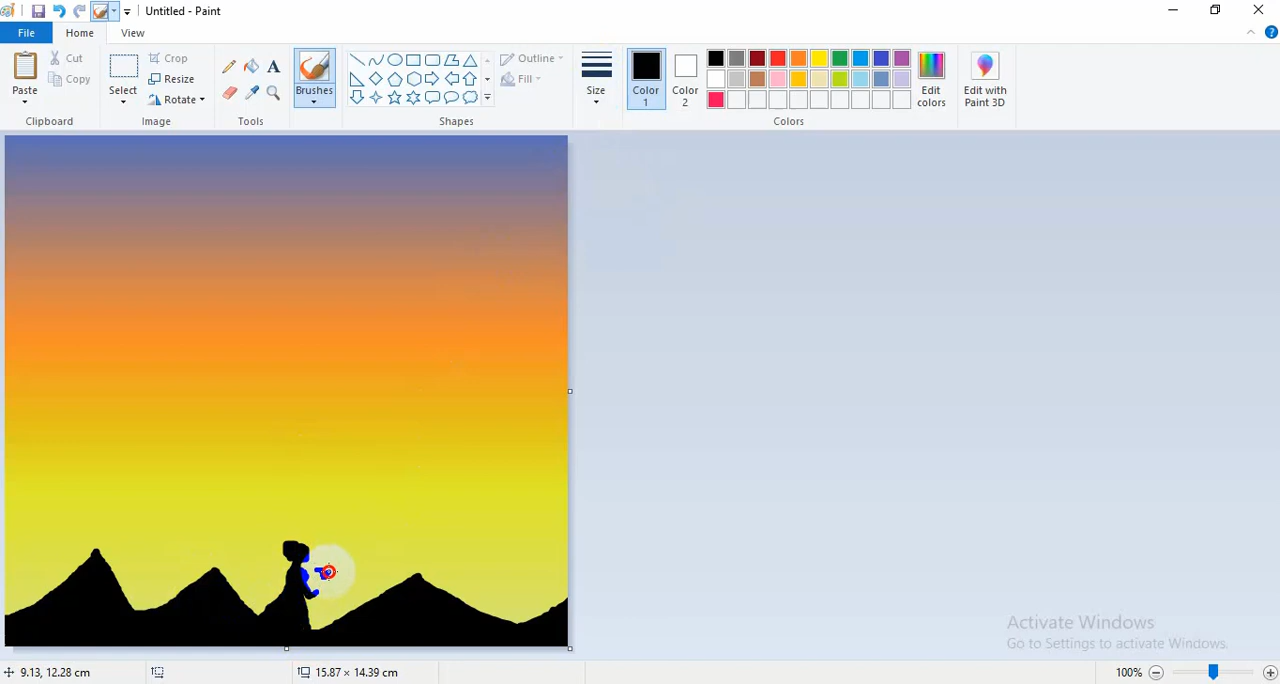 Untitled - Paint
File
Home
View
Paste
Cut
Copy
Clipboard
Select
Crop
Resize
Rotate
Image
A
Tools
Brushes
Outline
Fill
Shapes
Size
Color
1
Color
2
Edit
colors
Edit with
Paint 3D
Colors
Activate Windows
Go to Settings to activate Windows.
9.13, 12.28 cm
15.87 × 14.39 cm
100%